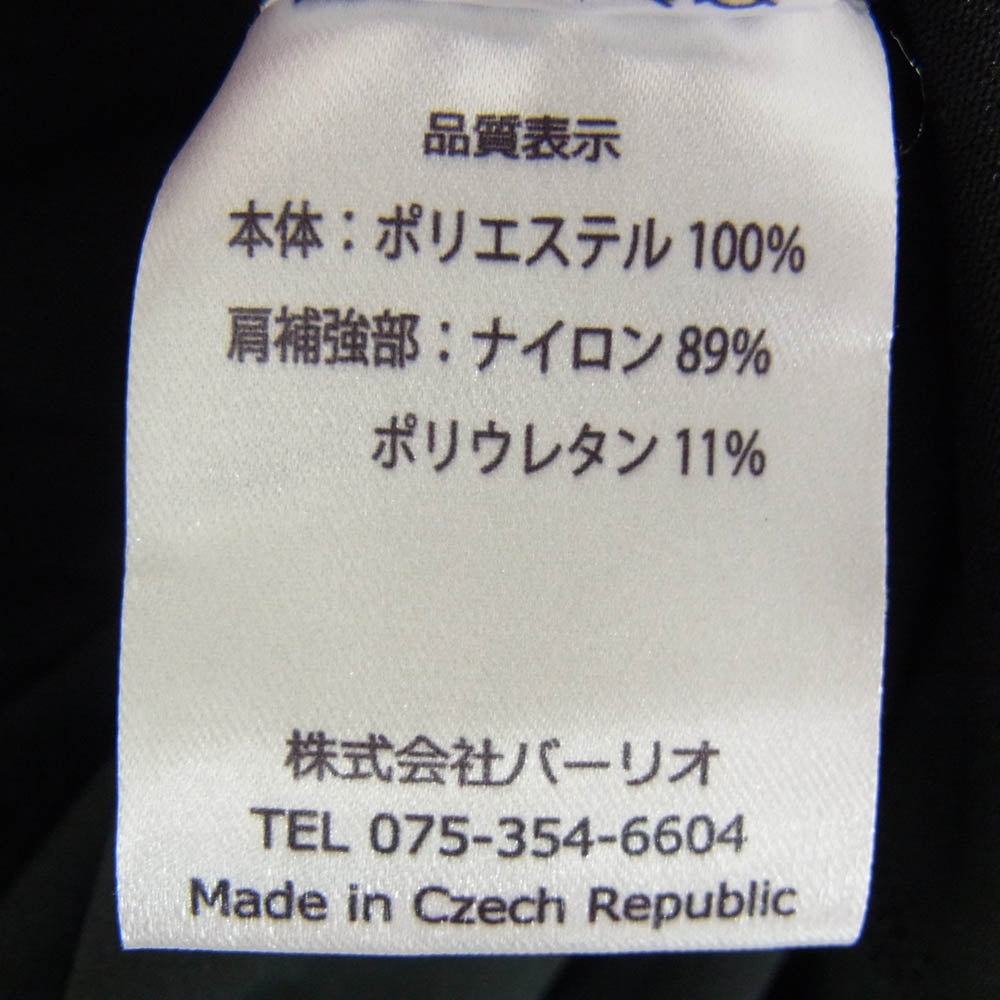 品質表示
本体：ポリエステル 100%
肩補強部：ナイロン 89%
ポリウレタン 11%
株式会社バーリオ
TEL 075-354-6604
Made in Czech Republic